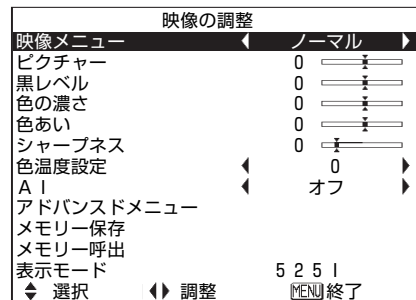 映像の調整
映像メニュー ノーマル
ピクチャー 0
黒レベル 0
色の濃さ 0
色あい 0
シャープネス 0
色温度設定 0
ＡＩ オフ
アドバンスドメニュー
メモリー保存
メモリー呼出
表示モード 525I
選択 調整 MENU 終了